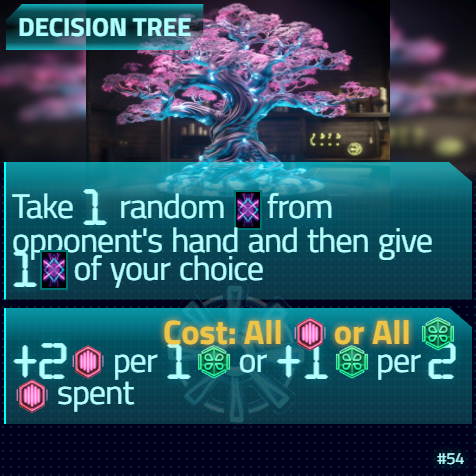 DECISION TREE
Take 1 random from
opponent's hand and then give
1 of your choice
Cost: All or All
+2 per 1 or +1 per 2
spent
#54